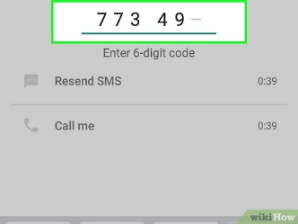 773 49–
Enter 6-digit code
Resend SMS 0:39
Call me 0:39
wikiHow